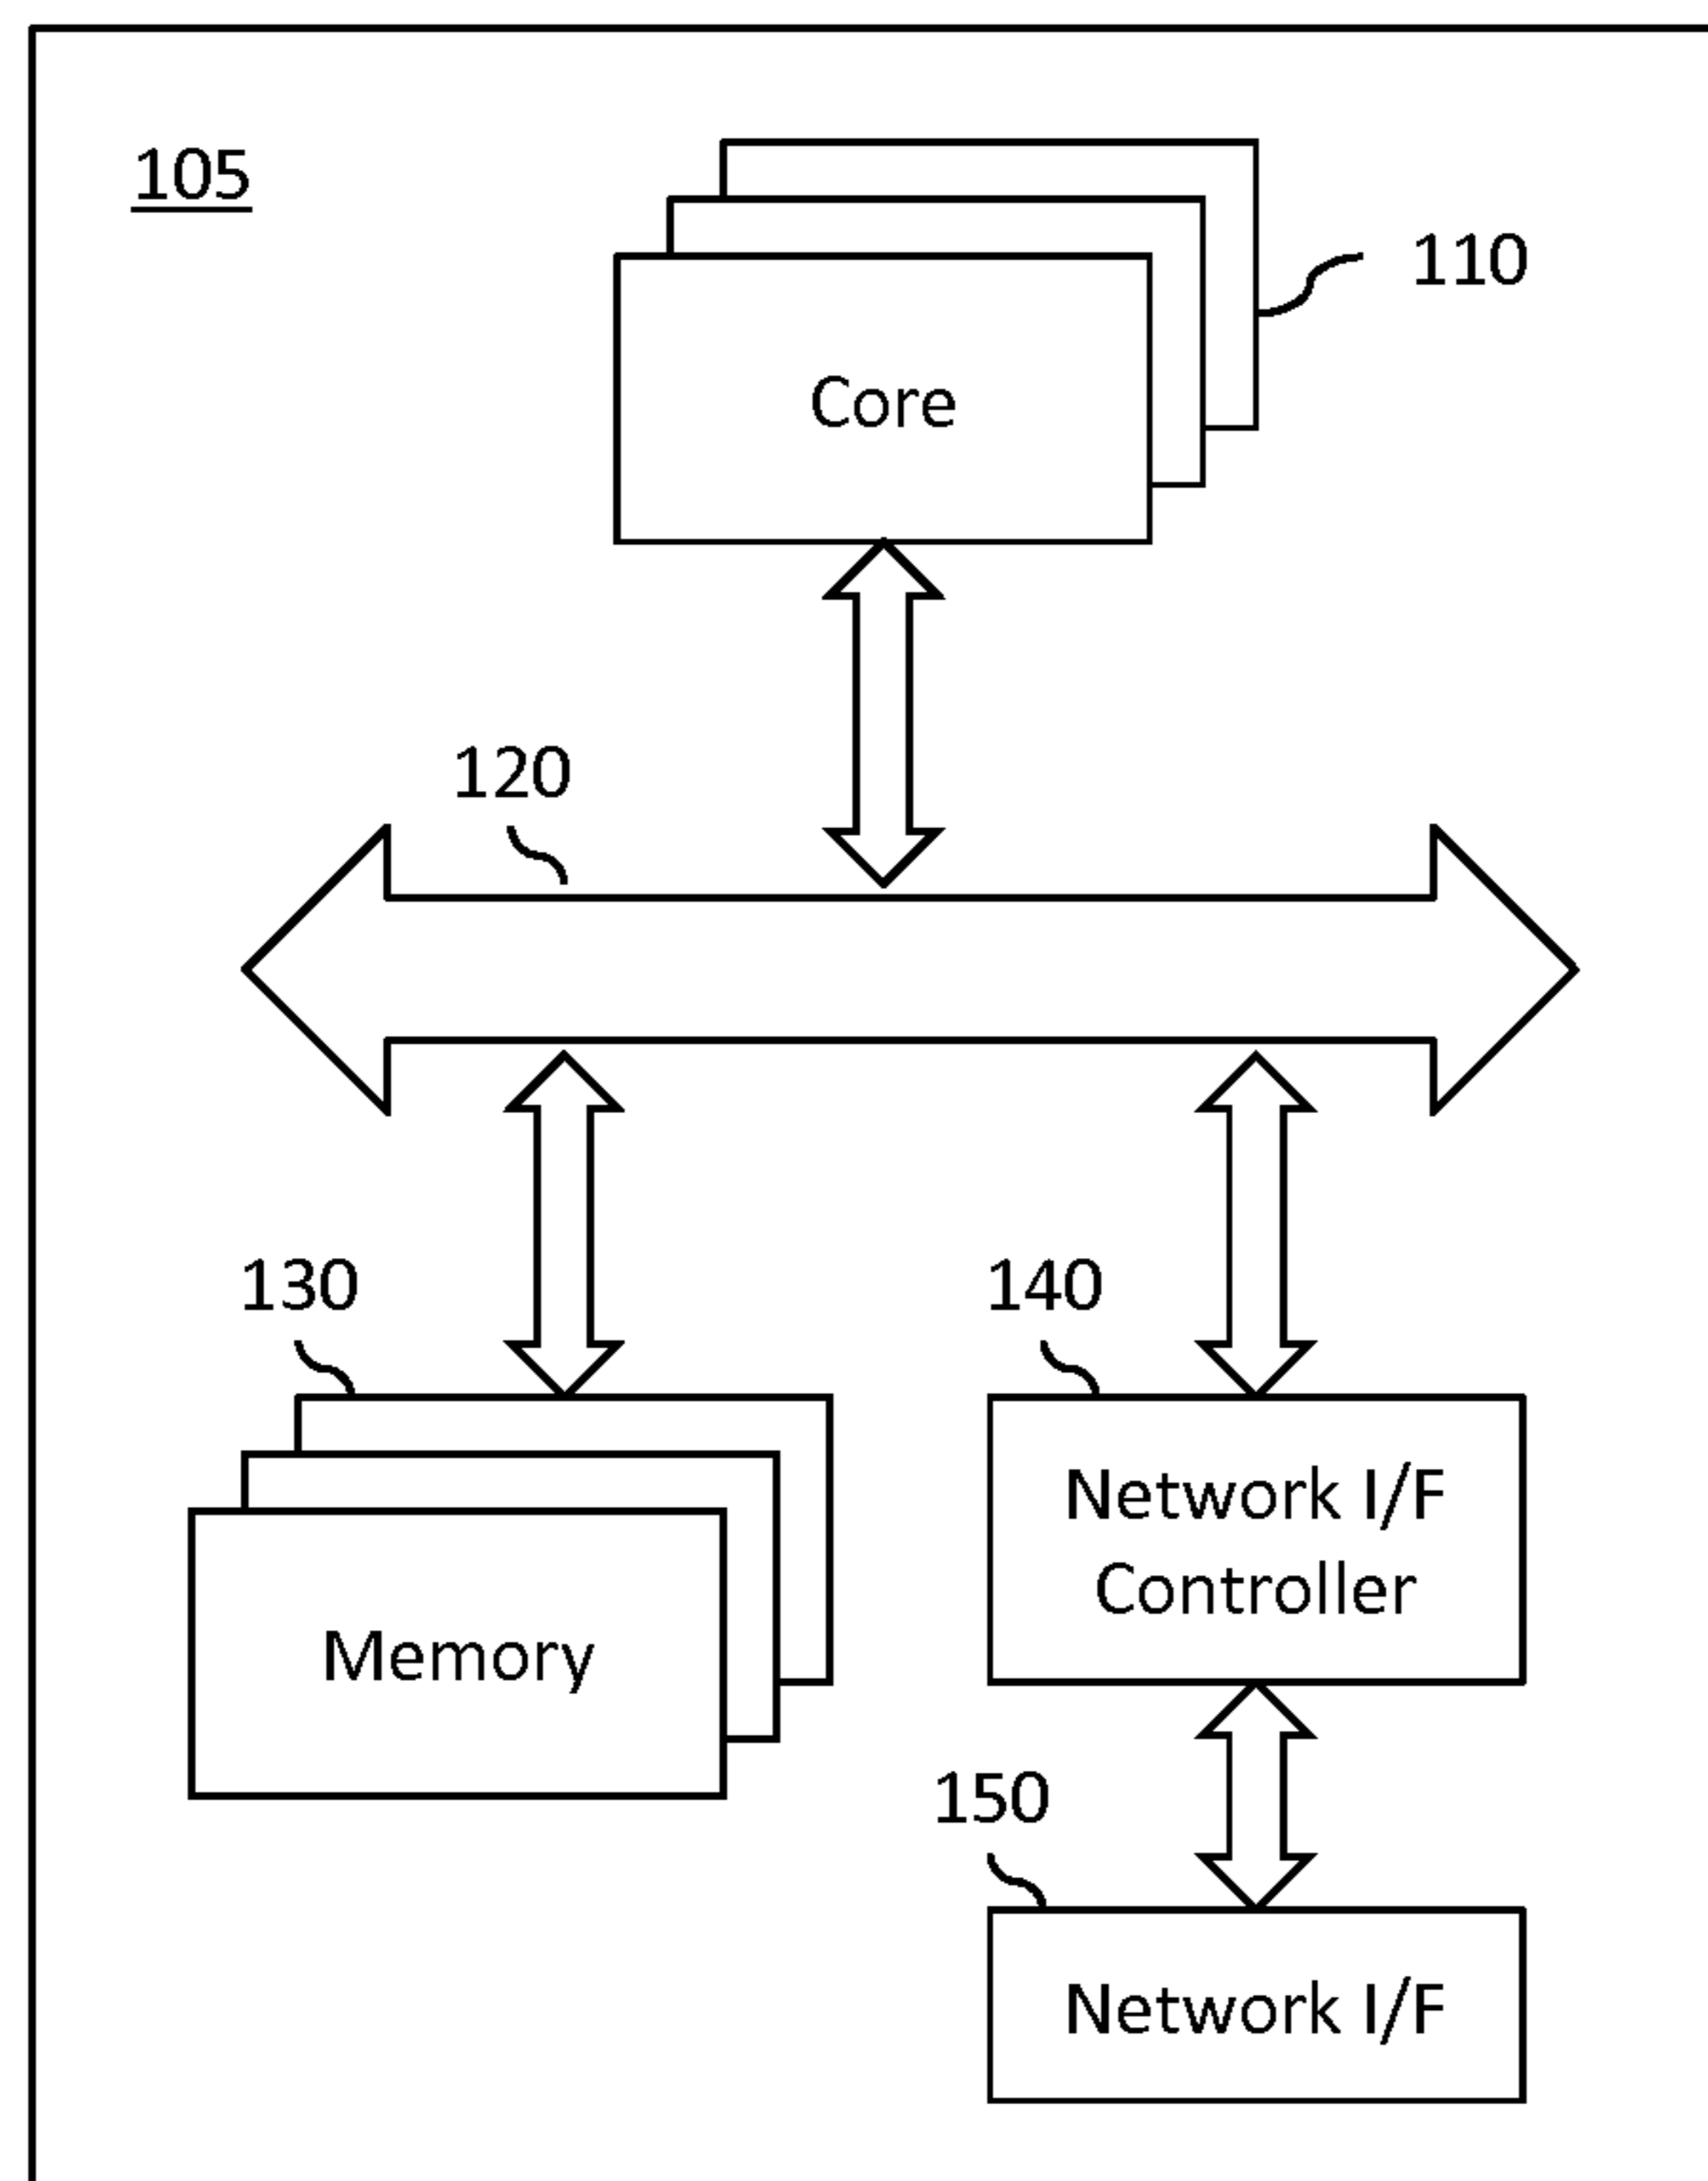 105
110
Core
120
130
140
Network I/F
Controller
Memory
150
Network I/F